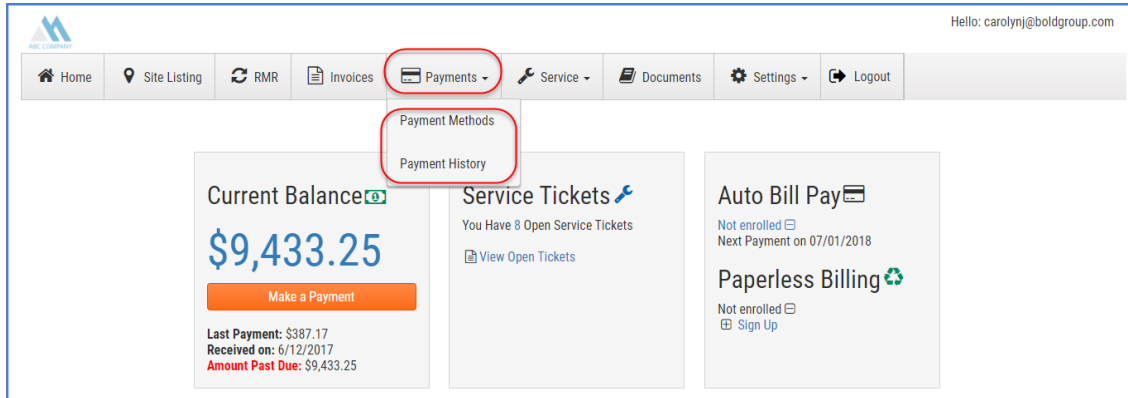 Hello: carolynj@boldgroup.com
ABC COMPANY
Home Site Listing RMR Invoices Payments Service Documents Settings Logout
Payment Methods
Payment History
Current Balance
$9,433.25
Make a Payment
Last Payment: $387.17
Received on: 6/12/2017
Amount Past Due: $9,433.25
Service Tickets
You Have 8 Open Service Tickets
View Open Tickets
Auto Bill Pay
Not enrolled
Next Payment on 07/01/2018
Paperless Billing
Not enrolled
Sign Up